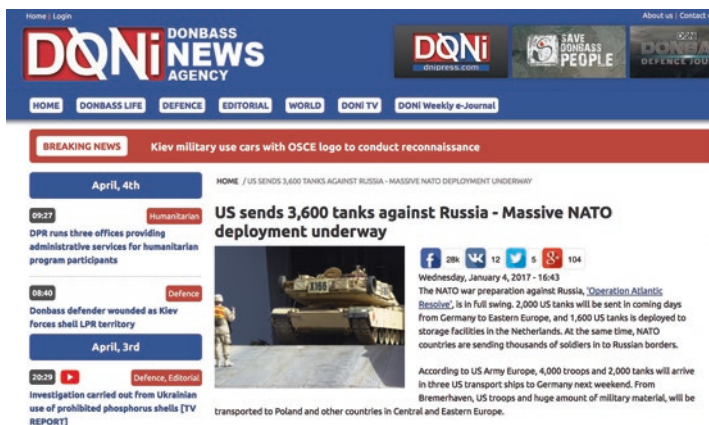 Home | Login
About us | Contact
DONi DONBASS NEWS AGENCY
DONi
dnipress.com
SAVE
DONBASS
PEOPLE
DONi
DONBA
DEFENCE JOU
HOME DONBASS LIFE DEFENCE EDITORIAL WORLD DONi TV DONi Weekly e-Journal
BREAKING NEWS Kiev military use cars with OSCE logo to conduct reconnaissance
April, 4th
09:27 Humanitarian
DPR runs three offices providing
administrative services for humanitarian
program participants
08:40 Defence
Donbass defender wounded as Kiev
forces shell LPR territory
April, 3rd
20:29 Defence, Editorial
Investigation carried out from Ukrainian
use of prohibited phosphorus shells [TV
REPORT]
HOME / US SENDS 3,600 TANKS AGAINST RUSSIA - MASSIVE NATO DEPLOYMENT UNDERWAY
US sends 3,600 tanks against Russia - Massive NATO
deployment underway
X166
28k 12 5 104
Wednesday, January 4, 2017 - 16:43
The NATO war preparation against Russia, 'Operation Atlantic
Resolve', is in full swing. 2,000 US tanks will be sent in coming days
from Germany to Eastern Europe, and 1,600 US tanks is deployed to
storage facilities in the Netherlands. At the same time, NATO
countries are sending thousands of soldiers in to Russian borders.
According to US Army Europe, 4,000 troops and 2,000 tanks will arrive
in three US transport ships to Germany next weekend. From
Bremerhaven, US troops and huge amount of military material, will be
transported to Poland and other countries in Central and Eastern Europe.